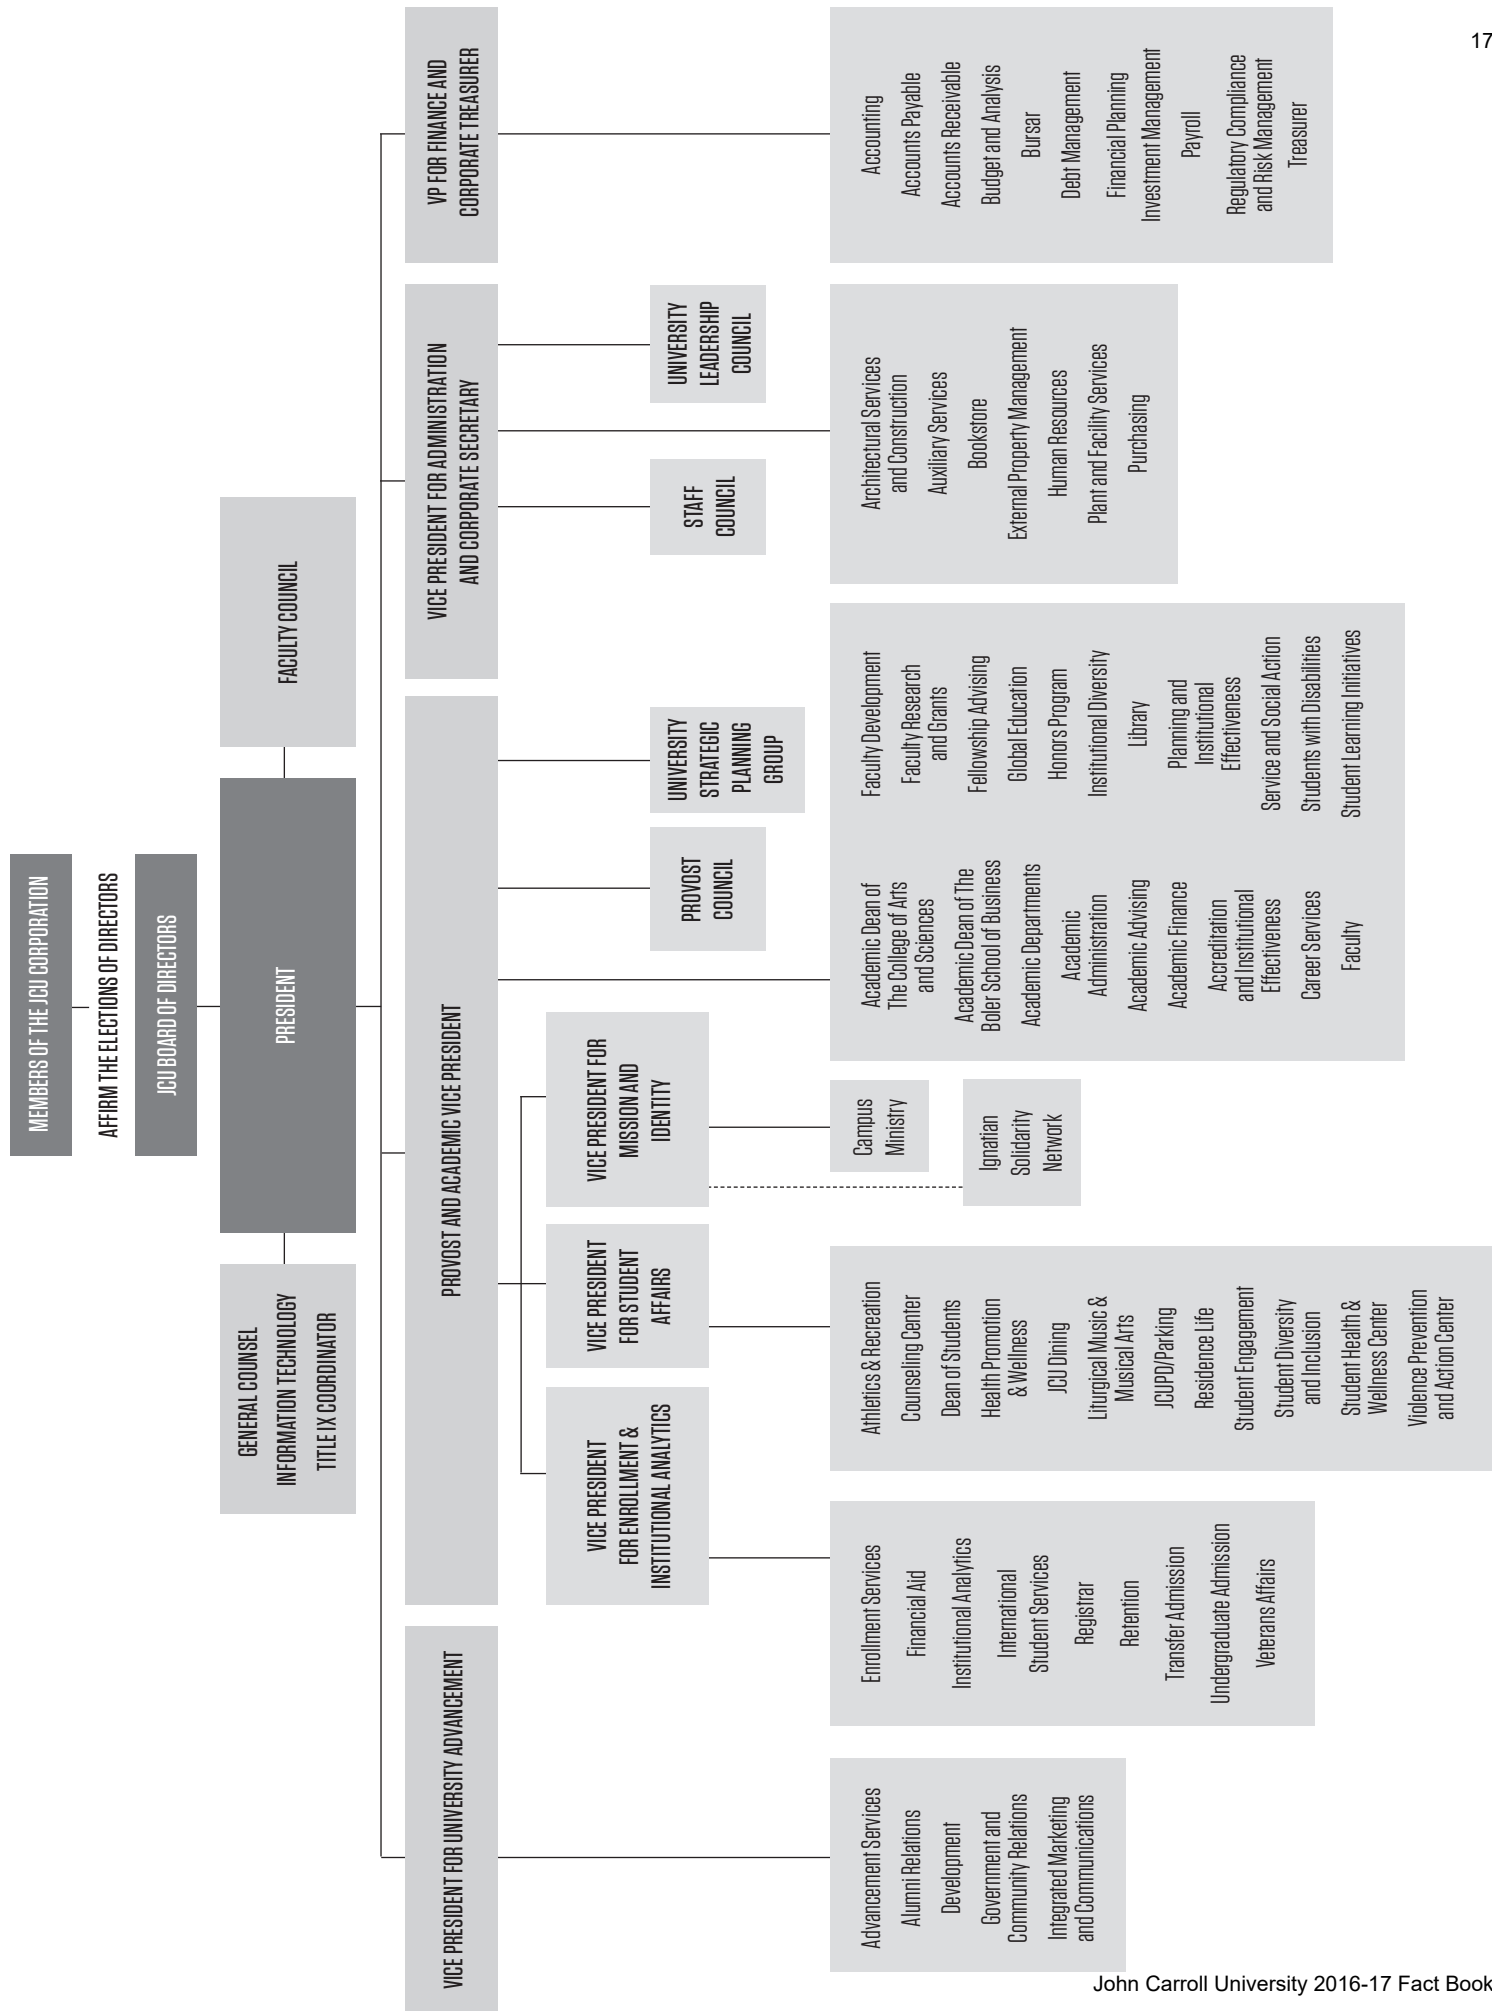 17
MEMBERS OF THE JCU CORPORATION
AFFIRM THE ELECTIONS OF DIRECTORS
JCU BOARD OF DIRECTORS
GENERAL COUNSEL
INFORMATION TECHNOLOGY
TITLE IX COORDINATOR
PRESIDENT
FACULTY COUNCIL
VICE PRESIDENT FOR UNIVERSITY ADVANCEMENT
PROVOST AND ACADEMIC VICE PRESIDENT
VICE PRESIDENT FOR ADMINISTRATION
AND CORPORATE SECRETARY
VP FOR FINANCE AND
CORPORATE TREASURER
VICE PRESIDENT
FOR ENROLLMENT &
INSTITUTIONAL ANALYTICS
VICE PRESIDENT
FOR STUDENT
AFFAIRS
VICE PRESIDENT FOR
MISSION AND
IDENTITY
PROVOST
COUNCIL
UNIVERSITY
STRATEGIC
PLANNING
GROUP
STAFF
COUNCIL
UNIVERSITY
LEADERSHIP
COUNCIL
Advancement Services
Alumni Relations
Development
Government and
Community Relations
Integrated Marketing
and Communications
Enrollment Services
Financial Aid
Institutional Analytics
International
Student Services
Registrar
Retention
Transfer Admission
Undergraduate Admission
Veterans Affairs
Athletics & Recreation
Counseling Center
Dean of Students
Health Promotion
& Wellness
JCU Dining
Liturgical Music &
Musical Arts
JCUPD/Parking
Residence Life
Student Engagement
Student Diversity
and Inclusion
Student Health &
Wellness Center
Violence Prevention
and Action Center
Campus
Ministry
Ignatian
Solidarity
Network
Academic Dean of
The College of Arts
and Sciences
Academic Dean of The
Boler School of Business
Academic Departments
Academic
Administration
Academic Advising
Academic Finance
Accreditation
and Institutional
Effectiveness
Career Services
Faculty
Faculty Development
Faculty Research
and Grants
Fellowship Advising
Global Education
Honors Program
Institutional Diversity
Library
Planning and
Institutional
Effectiveness
Service and Social Action
Students with Disabilities
Student Learning Initiatives
Architectural Services
and Construction
Auxiliary Services
Bookstore
External Property Management
Human Resources
Plant and Facility Services
Purchasing
Accounting
Accounts Payable
Accounts Receivable
Budget and Analysis
Bursar
Debt Management
Financial Planning
Investment Management
Payroll
Regulatory Compliance
and Risk Management
Treasurer
John Carroll University 2016-17 Fact Book